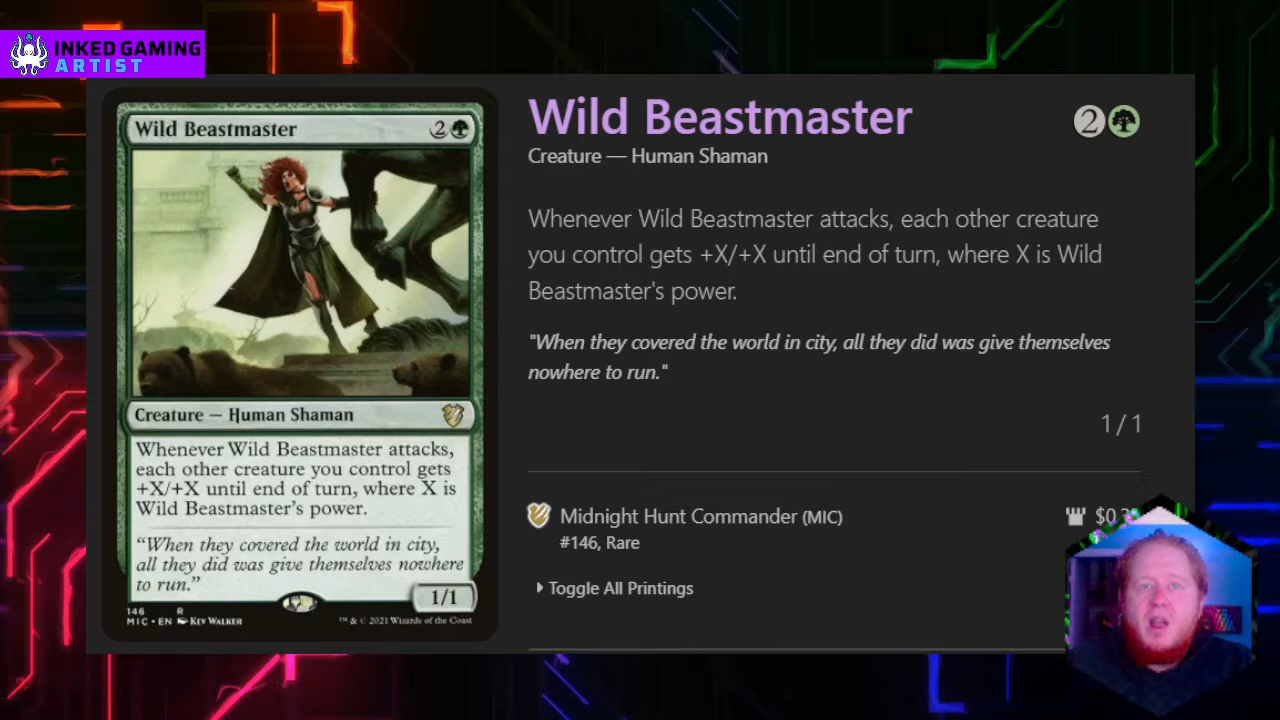 INKED GAMING
ARTIST
Wild Beastmaster 2
Creature — Human Shaman
Whenever Wild Beastmaster attacks,
each other creature you control gets
+X/+X until end of turn, where X is
Wild Beastmaster's power.
"When they covered the world in city,
all they did was give themselves nowhere
to run."
1/1
146 R
MIC • EN KEV WALKER ™ & © 2021 Wizards of the Coast
Wild Beastmaster 2
Creature — Human Shaman
Whenever Wild Beastmaster attacks, each other creature
you control gets +X/+X until end of turn, where X is Wild
Beastmaster's power.
"When they covered the world in city, all they did was give themselves
nowhere to run."
1/1
Midnight Hunt Commander (MIC)
#146, Rare
Toggle All Printings